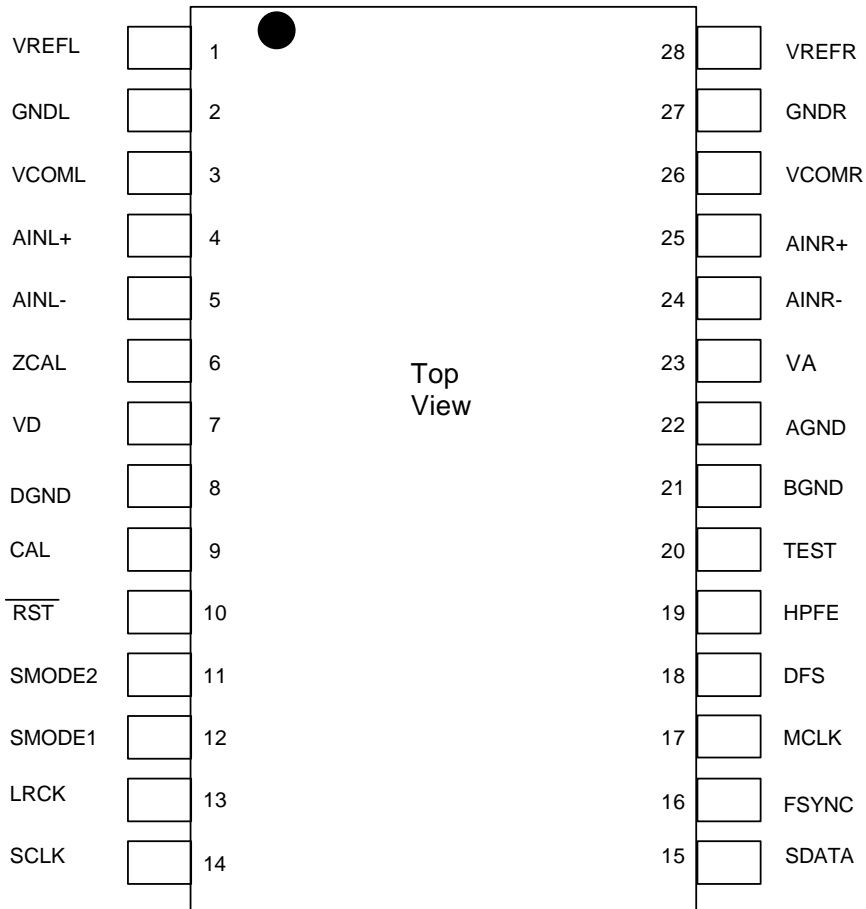 VREFL 1 28 VREFR
GNDL 2 27 GNDR
VCOML 3 26 VCOMR
AINL+ 4 25 AINR+
AINL- 5 24 AINR-
ZCAL 6 23 VA
Top
View
VD 7 22 AGND
DGND 8 21 BGND
CAL 9 20 TEST
RST 10 19 HPFE
SMODE2 11 18 DFS
SMODE1 12 17 MCLK
LRCK 13 16 FSYNC
SCLK 14 15 SDATA